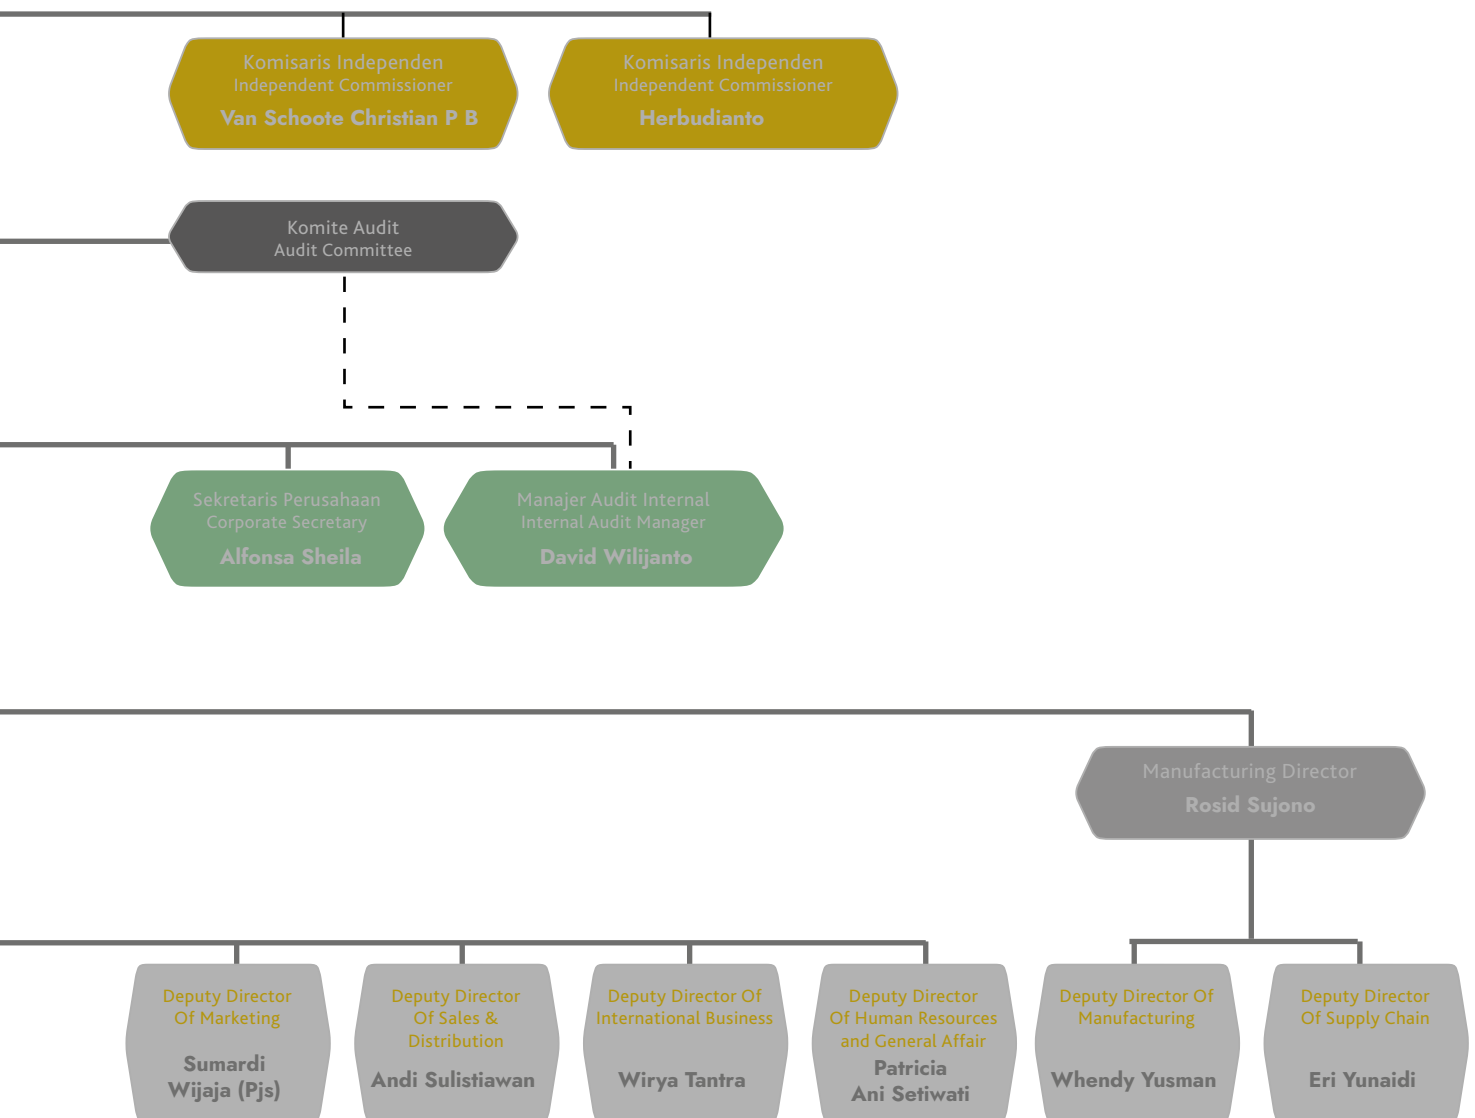 Komisaris Independen
Independent Commissioner
Van Schoote Christian P B
Komisaris Independen
Independent Commissioner
Herbudianto
Komite Audit
Audit Committee
Sekretaris Perusahaan
Corporate Secretary
Alfonsa Sheila
Manajer Audit Internal
Internal Audit Manager
David Wilijanto
Manufacturing Director
Rosid Sujono
Deputy Director
Of Marketing
Sumardi
Wijaja (Pjs)
Deputy Director
Of Sales &
Distribution
Andi Sulistiawan
Deputy Director Of
International Business
Wirya Tantra
Deputy Director
Of Human Resources
and General Affair
Patricia
Ani Setiwati
Deputy Director Of
Manufacturing
Whendy Yusman
Deputy Director
Of Supply Chain
Eri Yunaidi